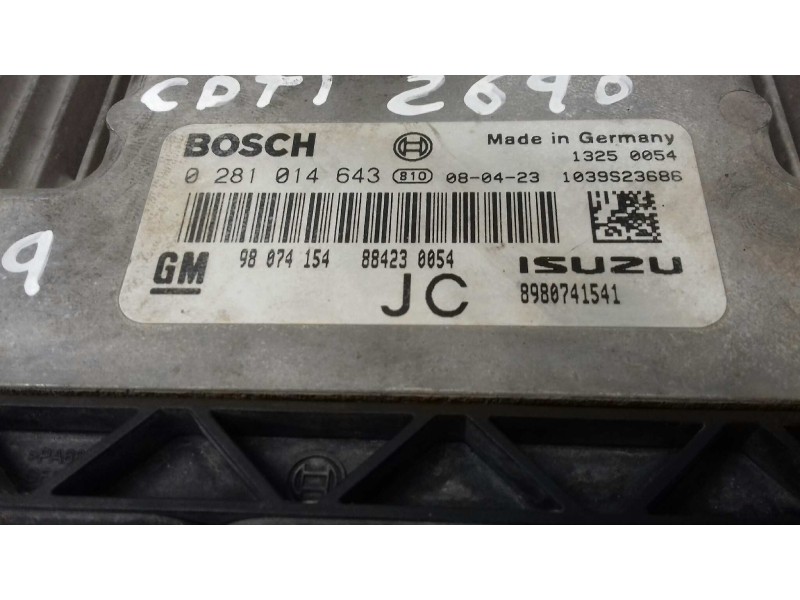 CDTI 2690
BOSCH Made in Germany
1325 0054
0 281 014 643 810 08-04-23 1039S23686
9
GM 98 074 154 88423 0054 ISUZU
JC 8980741541